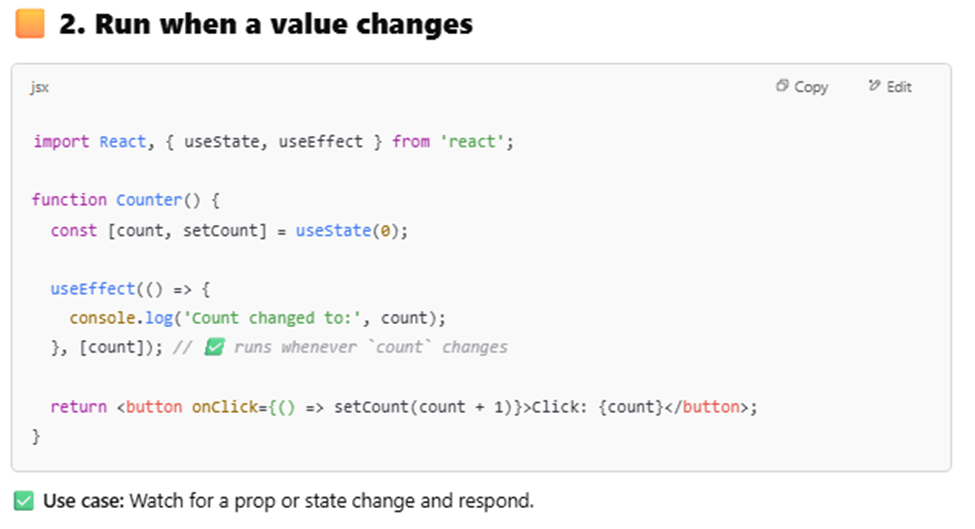 2. Run when a value changes
jsx
Copy
Edit
import React, { useState, useEffect } from 'react';
function Counter() {
const [count, setCount] = useState(0);
useEffect(() => {
console.log('Count changed to:', count);
}, [count]); // ✅ runs whenever `count` changes
return <button onClick={() => setCount(count + 1)}>Click: {count}</button>;
}
✅ Use case: Watch for a prop or state change and respond.